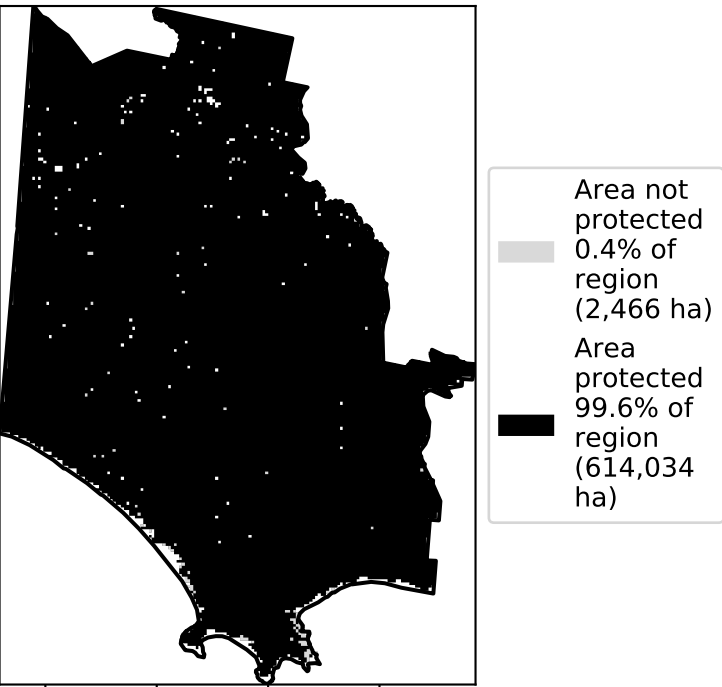 Area not
protected
0.4% of
region
(2,466 ha)
Area
protected
99.6% of
region
(614,034
ha)